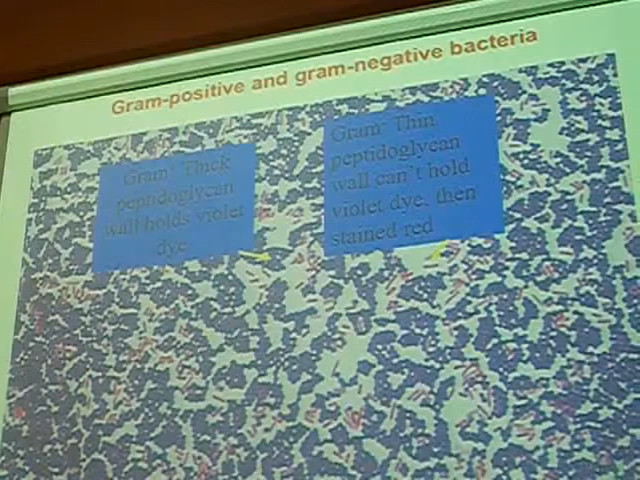 Gram-positive and gram-negative bacteria
Gram+ Thick
peptidoglycan
wall holds violet
dye
Gram- Thin
peptidoglycan
wall can't hold
violet dye, then
stained red